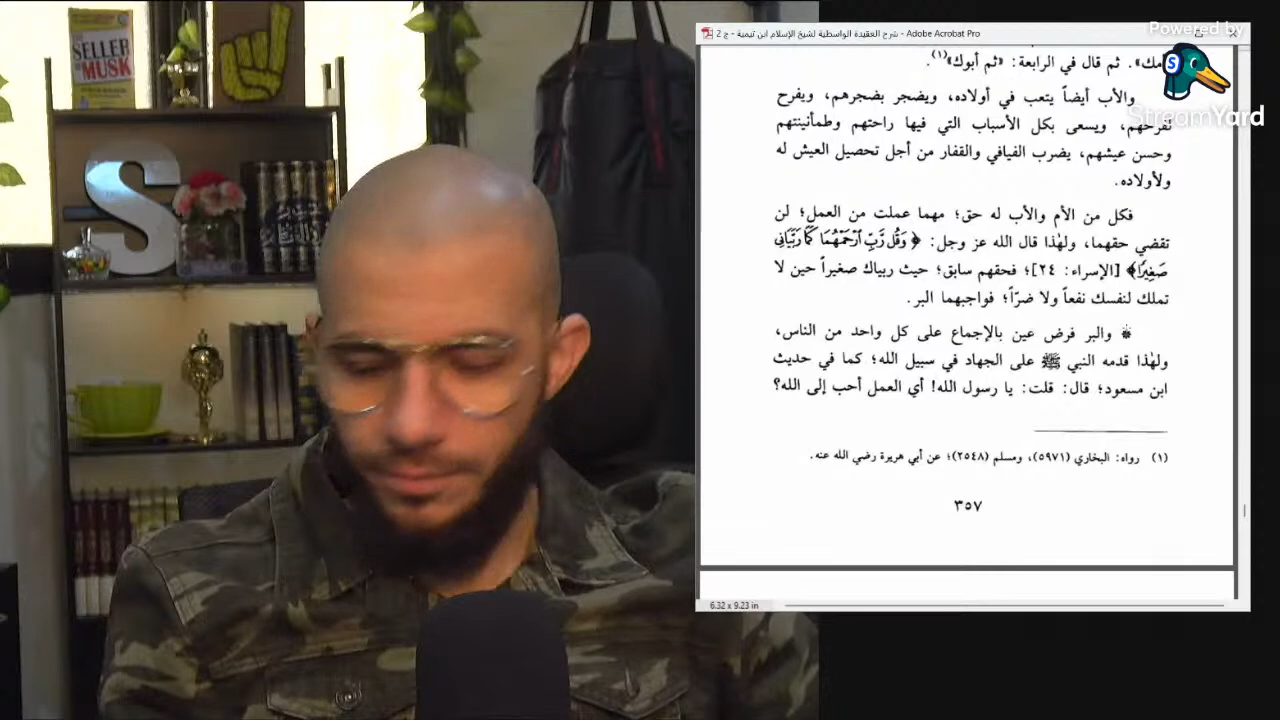 SELLER
MUSK
S
شرح العقيدة الواسطية لشيخ الإسلام ابن تيمية - ج 2 - Adobe Acrobat Pro
Powered by
StreamYard
أمك». ثم قال في الرابعة: «ثم أبوك»(١).
والأب أيضاً يتعب في أولاده، ويضجر بضجرهم، ويفرح
لفرحهم، ويسعى بكل الأسباب التي فيها راحتهم وطمأنينتهم
وحسن عيشهم، يضرب الفيافي والقفار من أجل تحصيل العيش له
ولأولاده.
فكل من الأم والأب له حق؛ مهما عملت من العمل؛ لن
تقضي حقهما، ولهٰذا قال الله عز وجل: ﴿وَقُل رَّبِّ ٱرْحَمْهُمَا كَمَا رَبَّيَانِي
صَغِيرًا﴾ [الإسراء: ٢٤]؛ فحقهم سابق؛ حيث ربياك صغيراً حين لا
تملك لنفسك نفعاً ولا ضرّاً؛ فواجبهما البر.
* والبر فرض عين بالإجماع على كل واحد من الناس،
ولهٰذا قدمه النبي ﷺ على الجهاد في سبيل الله؛ كما في حديث
ابن مسعود؛ قال: قلت: يا رسول الله! أي العمل أحب إلى الله؟
(١) رواه: البخاري (٥٩٧١)، ومسلم (٢٥٤٨)؛ عن أبي هريرة رضي الله عنه.
٣٥٧
6.32 x 9.23 in